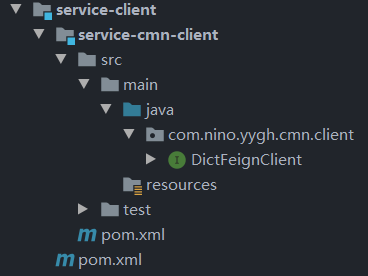 service-client
service-cmn-client
src
main
java
com.nino.yygh.cmn.client
DictFeignClient
resources
test
pom.xml
pom.xml